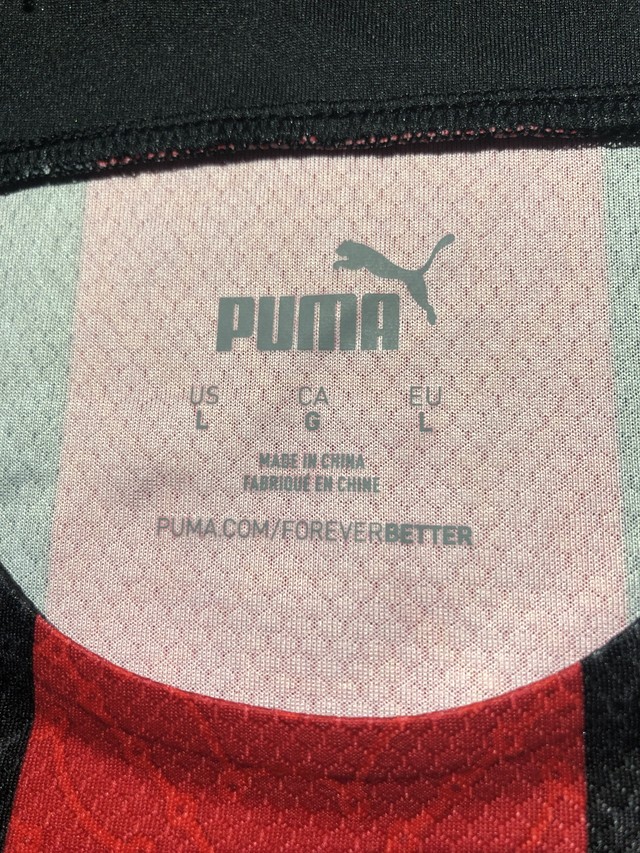 PUMA
US CA EU
L G L
MADE IN CHINA
FABRIQUÉ EN CHINE
PUMA.COM/FOREVERBETTER